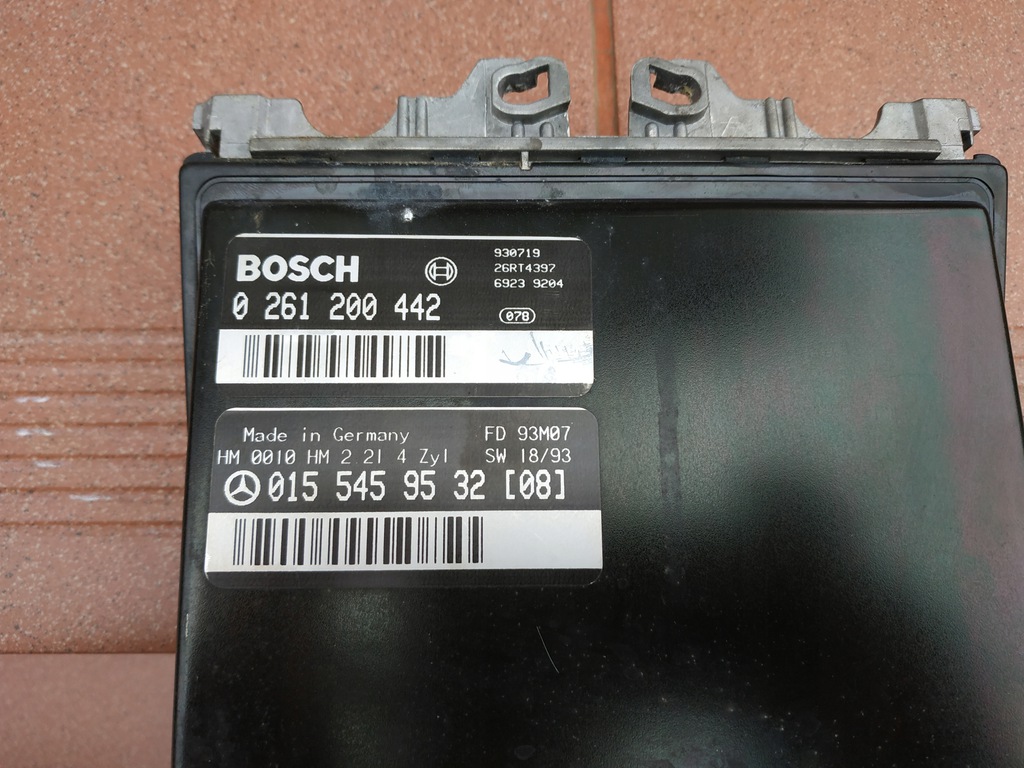 BOSCH
930719
26RT4397
6923 9204
0 261 200 442
078
Made in Germany FD 93M07
HM 0010 HM 2.2l 4 Zyl SW 18/93
015 545 95 32 [08]